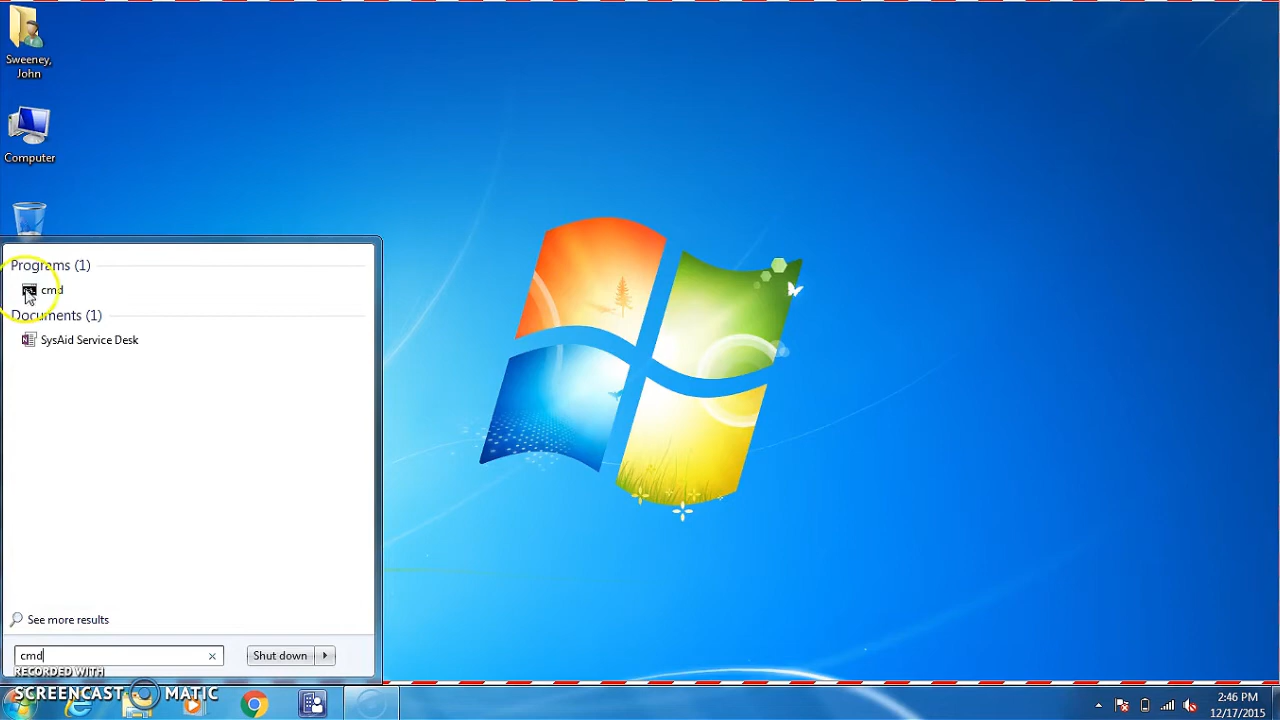 Sweeney,
John
Computer
Programs (1)
cmd
Documents (1)
SysAid Service Desk
See more results
cmd
Shut down
RECORDED WITH
SCREENCAST MATIC
2:46 PM
12/17/2015